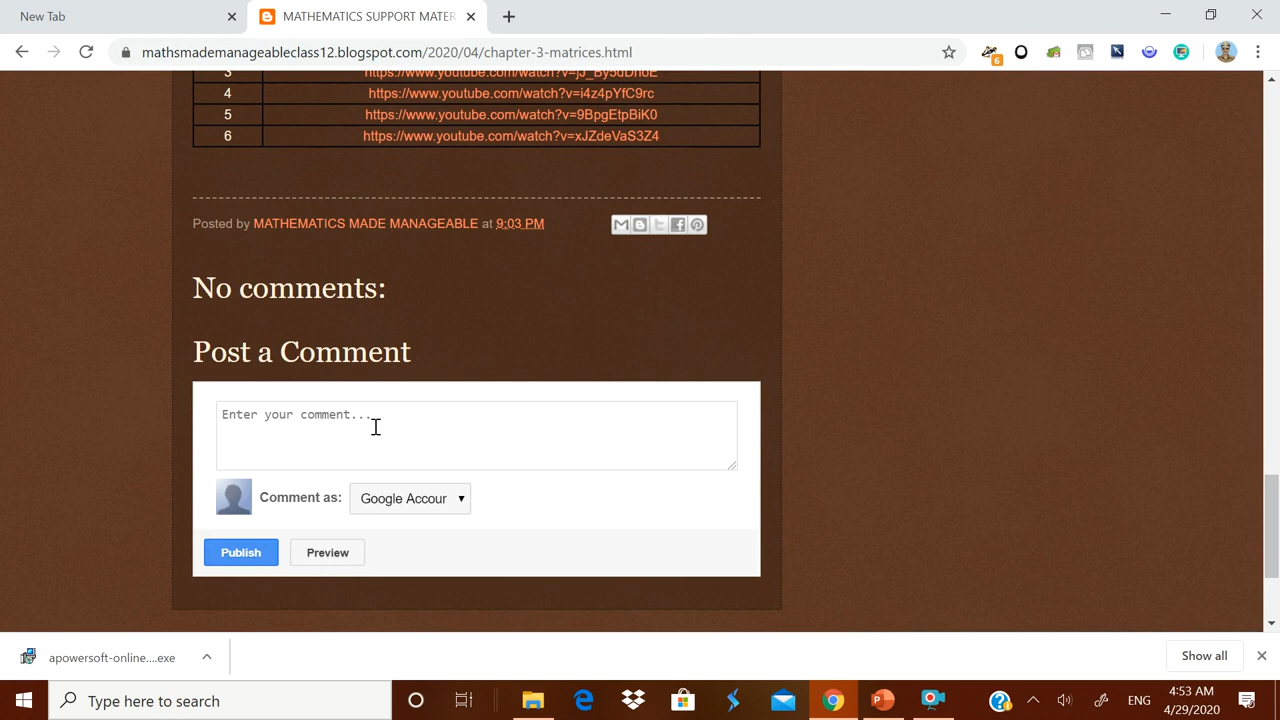 New Tab
MATHEMATICS SUPPORT MATER
mathsmademanageableclass12.blogspot.com/2020/04/chapter-3-matrices.html
6
3
4 https://www.youtube.com/watch?v=i4z4pYfC9rc
5 https://www.youtube.com/watch?v=9BpgEtpBiK0
6 https://www.youtube.com/watch?v=xJZdeVaS3Z4
Posted by MATHEMATICS MADE MANAGEABLE at 9:03 PM
No comments:
Post a Comment
Enter your comment...
Comment as: Google Accour
Publish Preview
apowersoft-online....exe
Show all
Type here to search
ENG
4:53 AM
4/29/2020